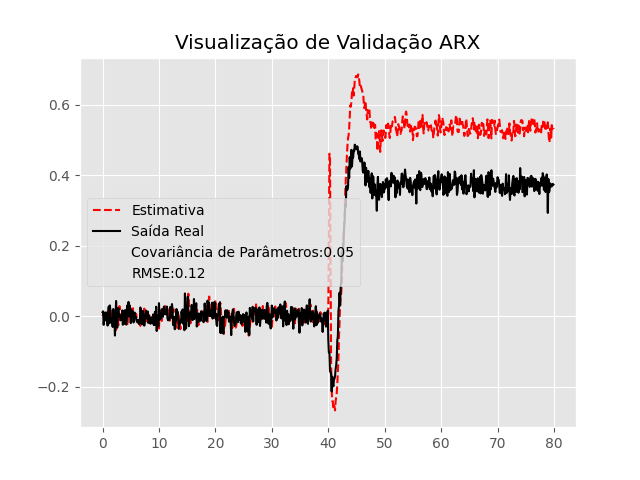 Visualização de Validação ARX
0.6
0.4
0.2
0.0
−0.2
Estimativa
Saída Real
Covariância de Parâmetros:0.05
RMSE:0.12
0 10 20 30 40 50 60 70 80